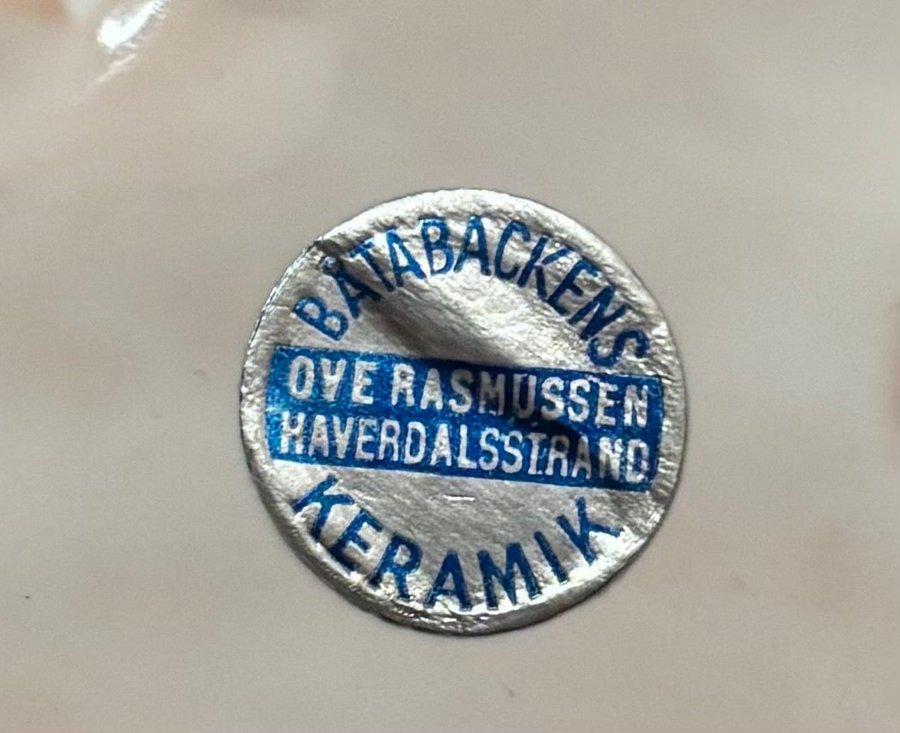 BÅTABACKENS
OVE RASMUSSEN
HAVERDALSSTRAND
KERAMIK